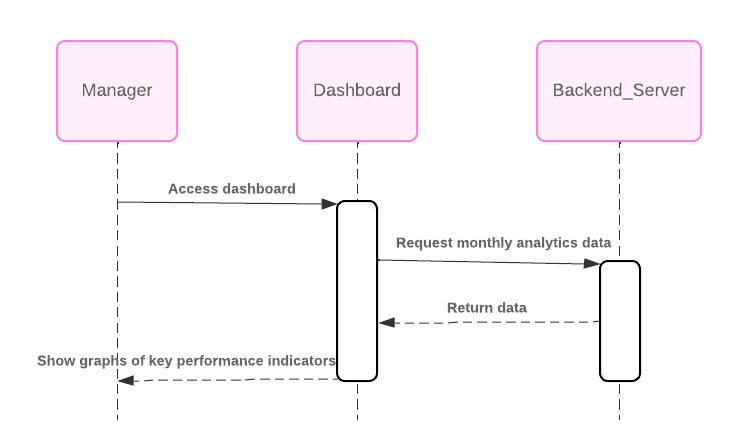 Manager
Dashboard
Backend_Server
Access dashboard
Request monthly analytics data
Return data
Show graphs of key performance indicators